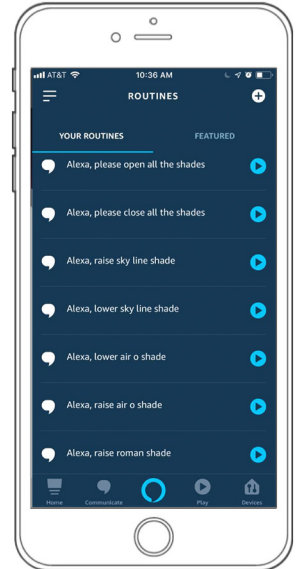 AT&T 10:36 AM
ROUTINES
YOUR ROUTINES FEATURED
Alexa, please open all the shades
Alexa, please close all the shades
Alexa, raise sky line shade
Alexa, lower sky line shade
Alexa, lower air o shade
Alexa, raise air o shade
Alexa, raise roman shade
Home Communicate Play Devices